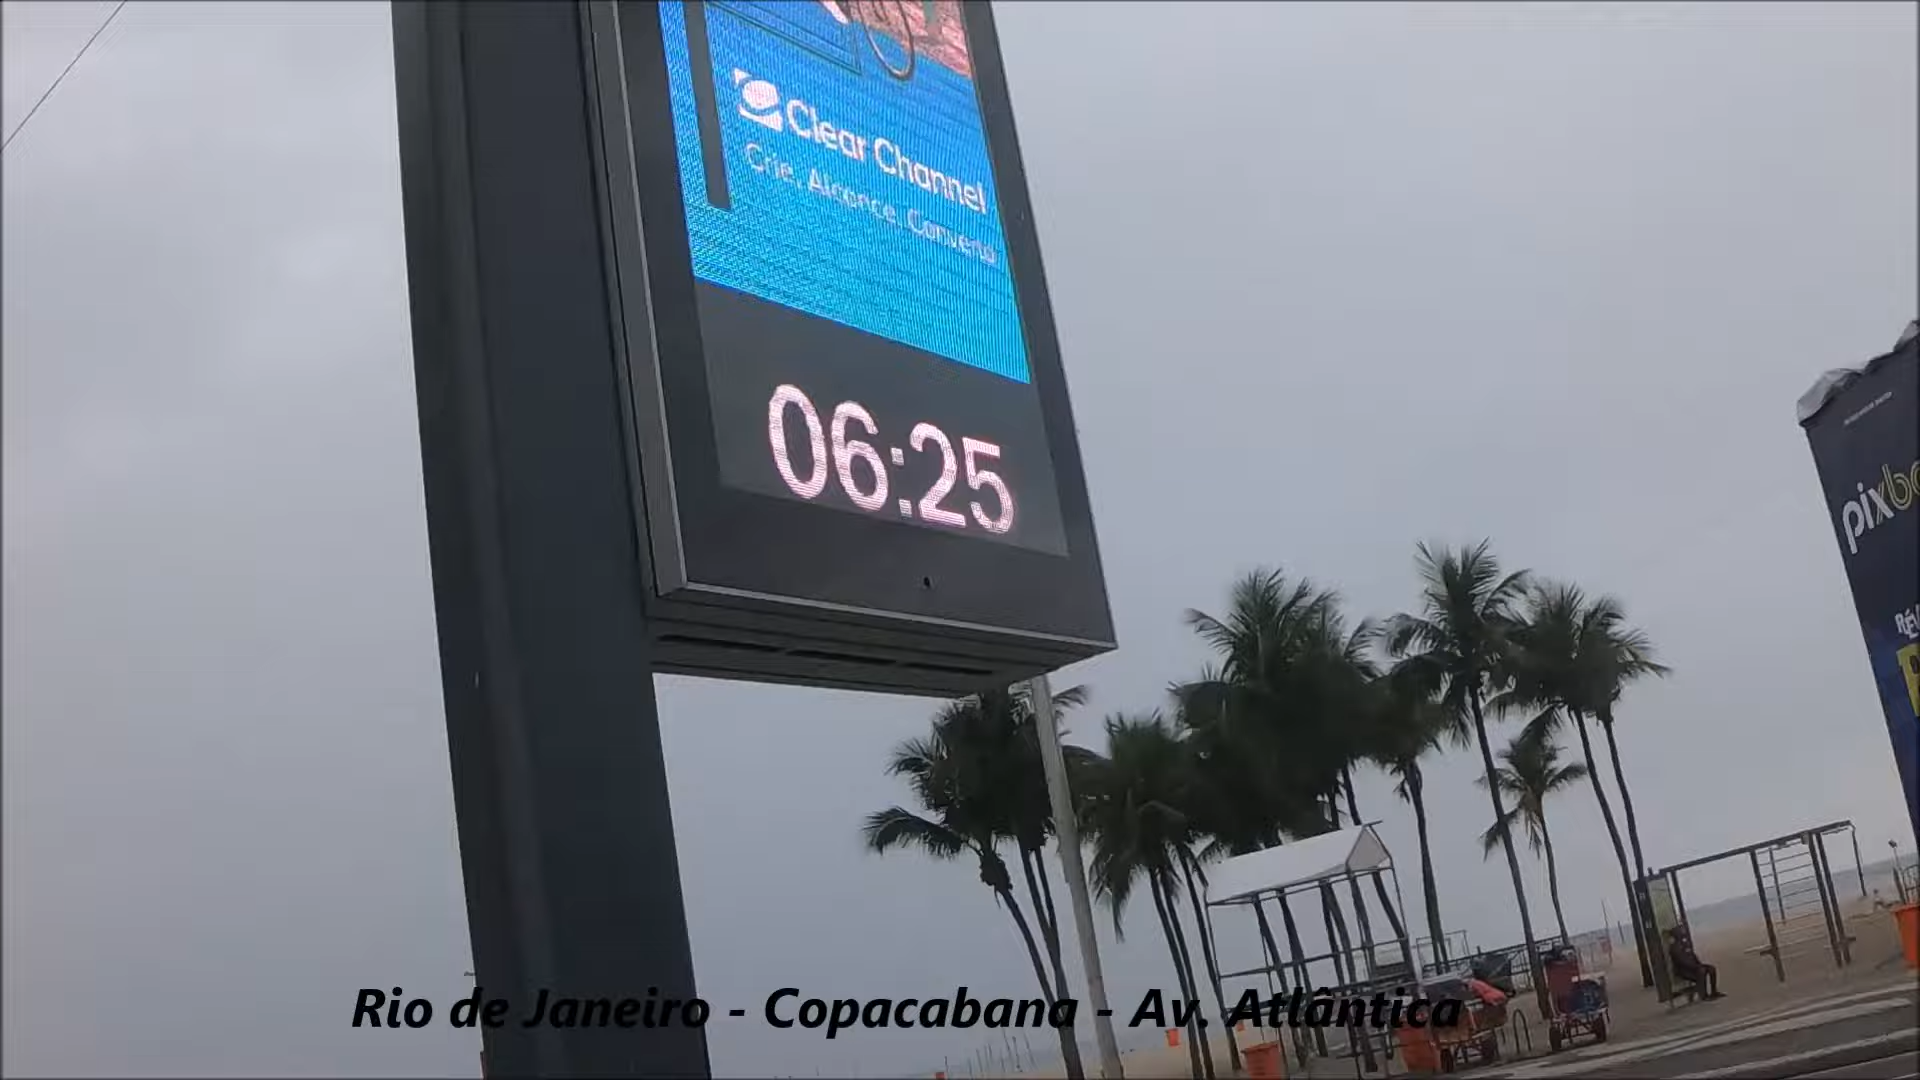 Clear Channel
Crie. Alcance. Converta
06:25
pixb
Rio de Janeiro - Copacabana - Av. Atlântica